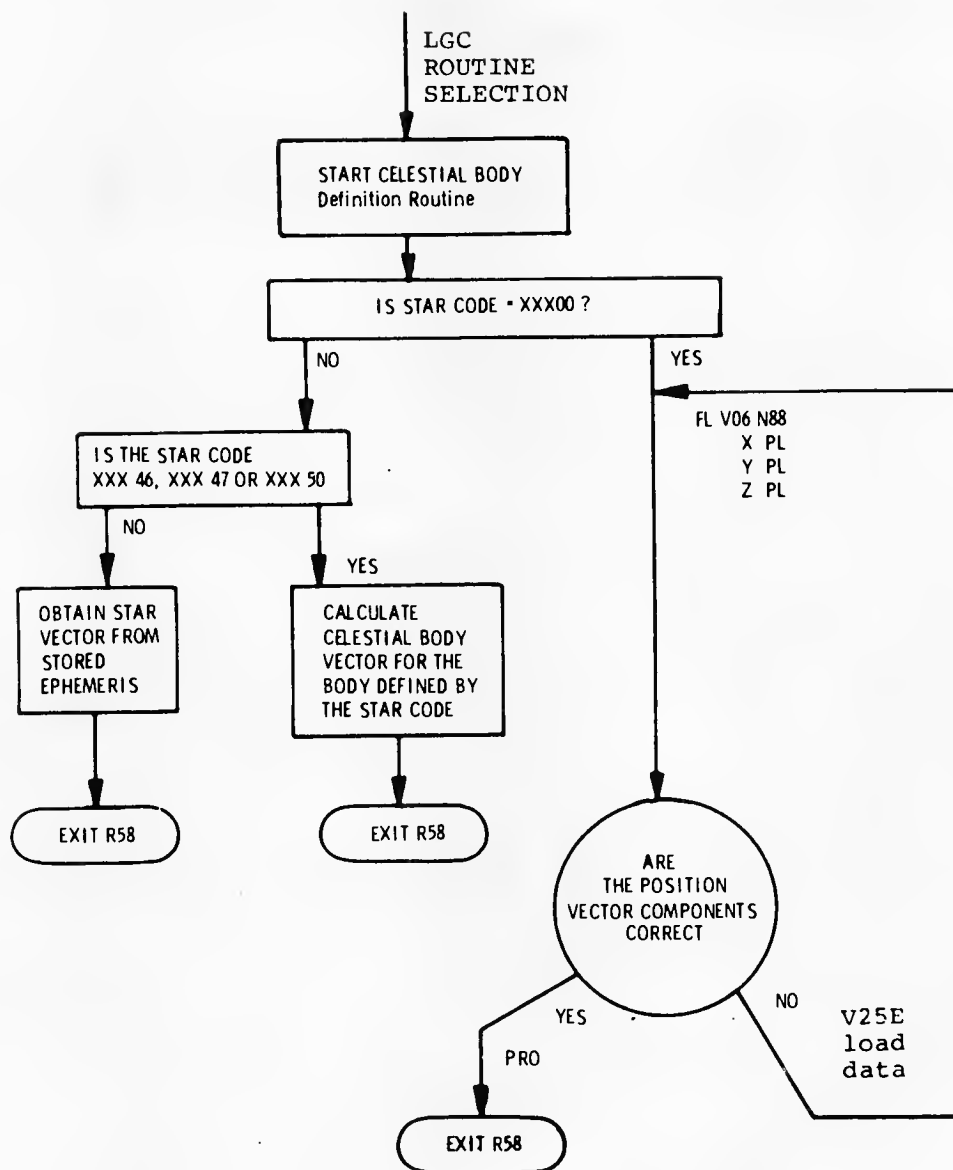 LGC
ROUTINE
SELECTION
START CELESTIAL BODY
Definition Routine
IS STAR CODE = XXX00 ?
NO
YES
FL V06 N88
X PL
Y PL
Z PL
IS THE STAR CODE
XXX 46, XXX 47 OR XXX 50
NO
YES
OBTAIN STAR
VECTOR FROM
STORED
EPHEMERIS
CALCULATE
CELESTIAL BODY
VECTOR FOR THE
BODY DEFINED BY
THE STAR CODE
EXIT R58
EXIT R58
ARE
THE POSITION
VECTOR COMPONENTS
CORRECT
YES
NO
PRO
V25E
load
data
EXIT R58